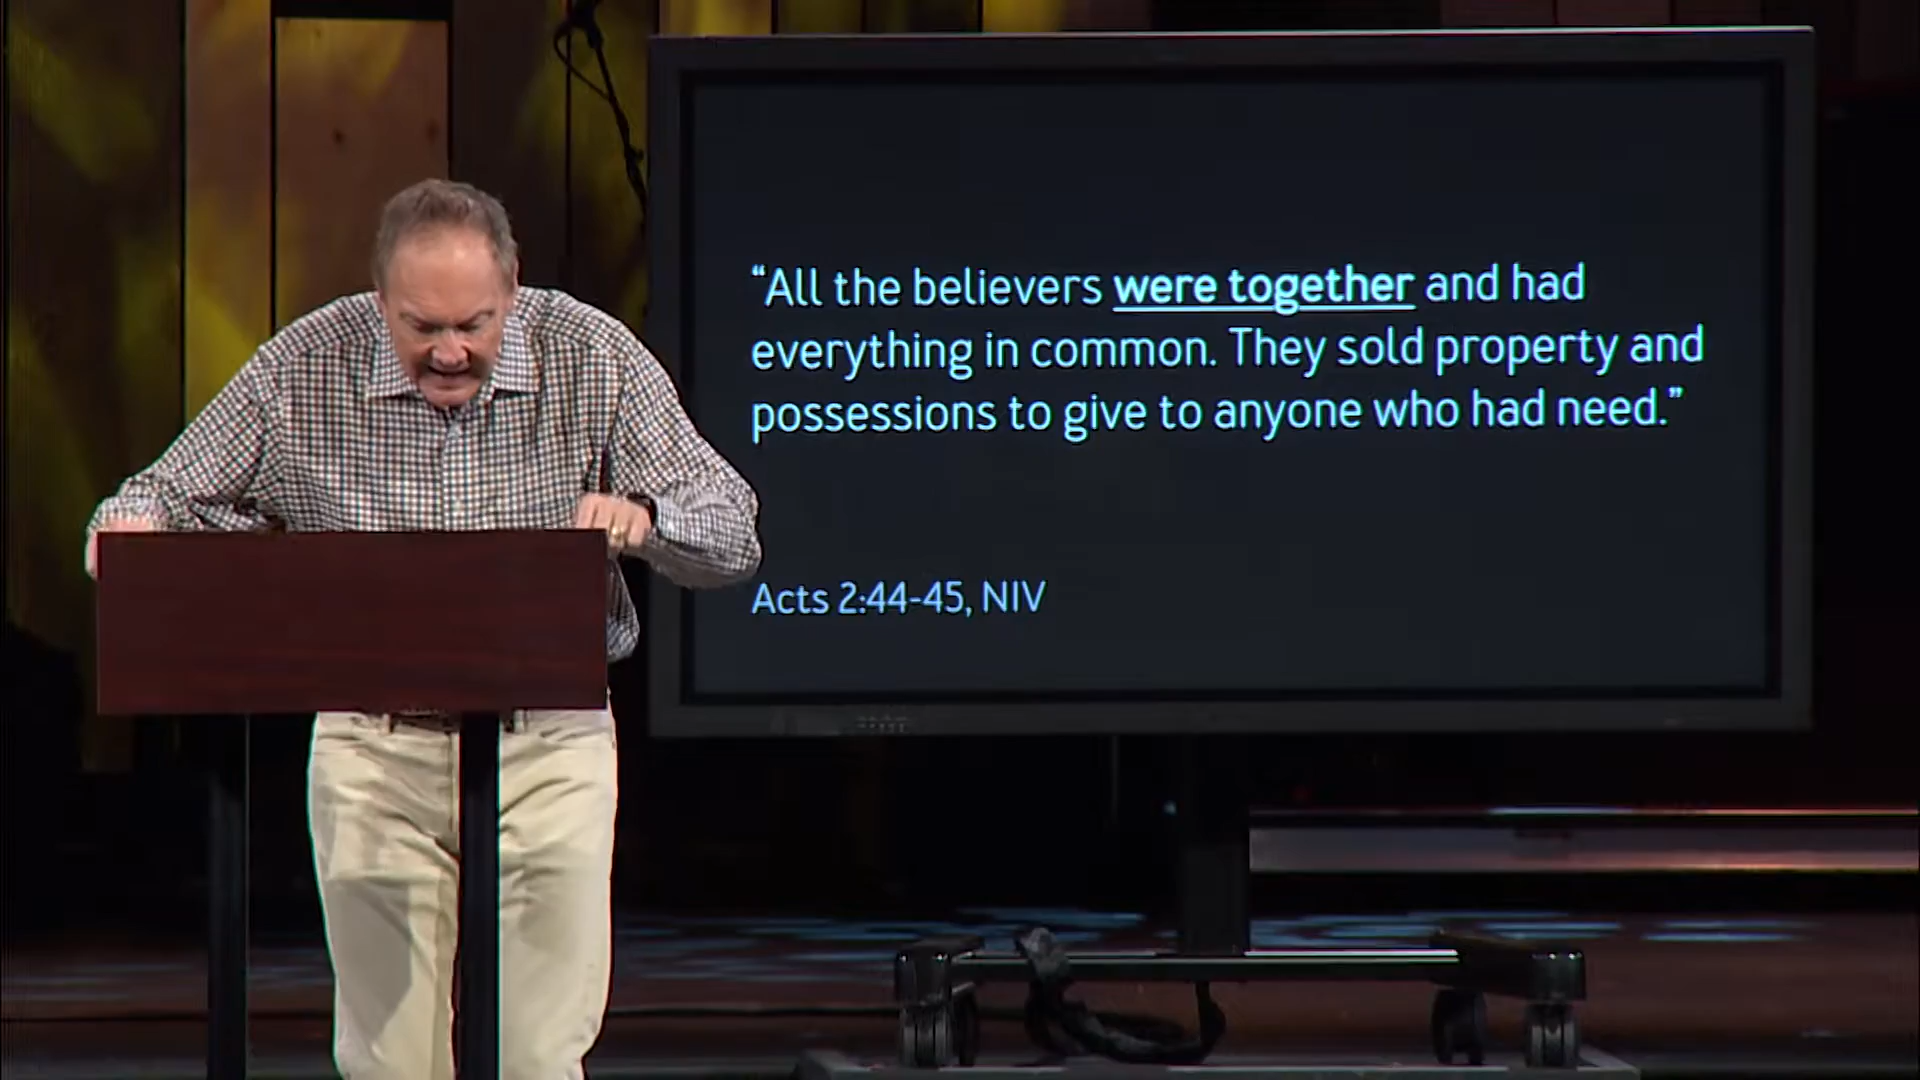 “All the believers were together and had
everything in common. They sold property and
possessions to give to anyone who had need.”
Acts 2:44-45, NIV